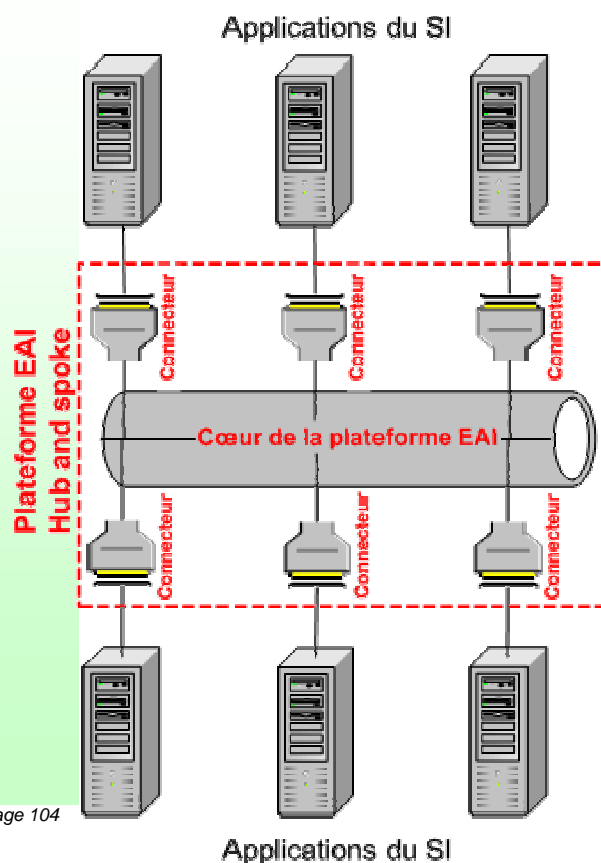 Applications du SI
Plateforme EAI
Hub and spoke
Connecteur
Connecteur
Connecteur
Cœur de la plateforme EAI
Connecteur
Connecteur
Connecteur
age 104
Applications du SI